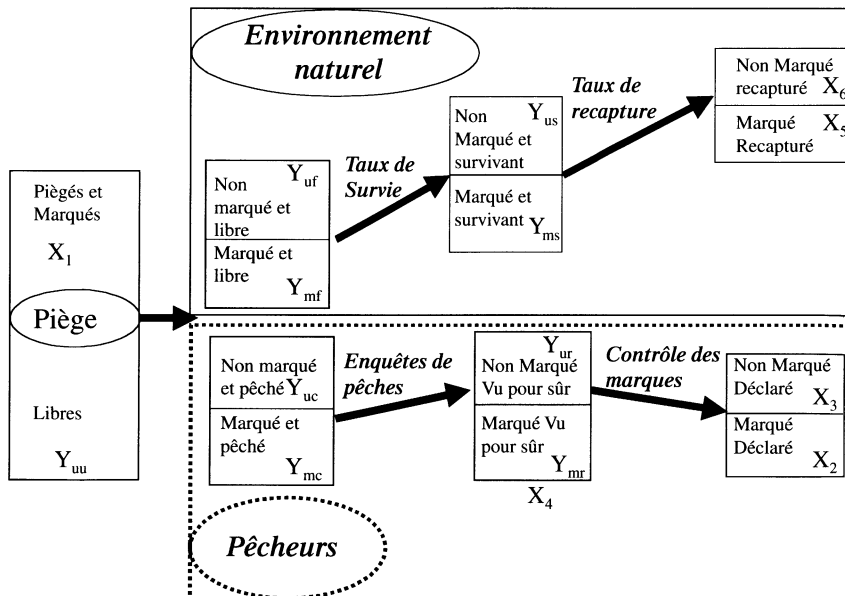 Environnement
naturel
Piégés et
Marqués
X1
Piège
Libres
Yuu
Yuf
Non
marqué et
libre
Marqué et
libre
Ymf
Taux de
Survie
Non Yus
Marqué et
survivant
Marqué et
survivant
Yms
Taux de
recapture
Non Marqué
recapturé X6
Marqué X5
Recapturé
Non marqué
et pêché Yuc
Marqué et
pêché
Ymc
Enquêtes de
pêches
Yur
Non Marqué
Vu pour sûr
Marqué Vu
pour sûr
Ymr
X4
Contrôle des
marques
Non Marqué
Déclaré X3
Marqué
Déclaré X2
Pêcheurs